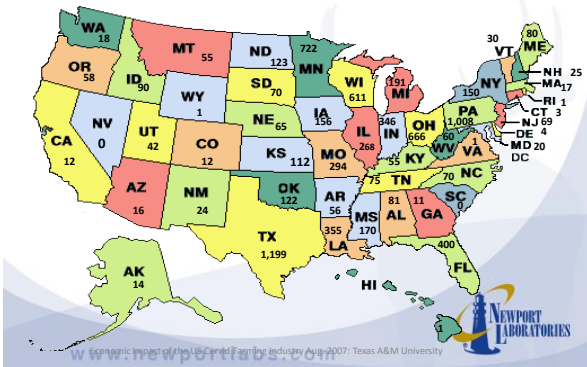 WA 18
OR 58
CA 12
ID 90
NV 0
MT 55
WY 1
UT 42
AZ 16
CO 12
NM 24
ND 123
SD 70
NE 65
KS 112
OK 122
TX 1,199
MN 722
IA 156
MO 294
AR 56
LA 355
WI 611
IL 268
MI 191
IN 346
OH 666
KY 55
TN 75
MS 170
AL 81
GA 11
FL 400
SC 0
NC 70
VA 1
WV 60
PA 1,008
NY 150
VT 30
ME 80
NH 25
MA 17
RI 1
CT 3
NJ 69
DE 4
MD 20
DC
AK 14
HI 1
NEWPORT
LABORATORIES
www.newportlabs.com
Economic Impact of the US Cervid Farming Industry Aug. 2007: Texas A&M University